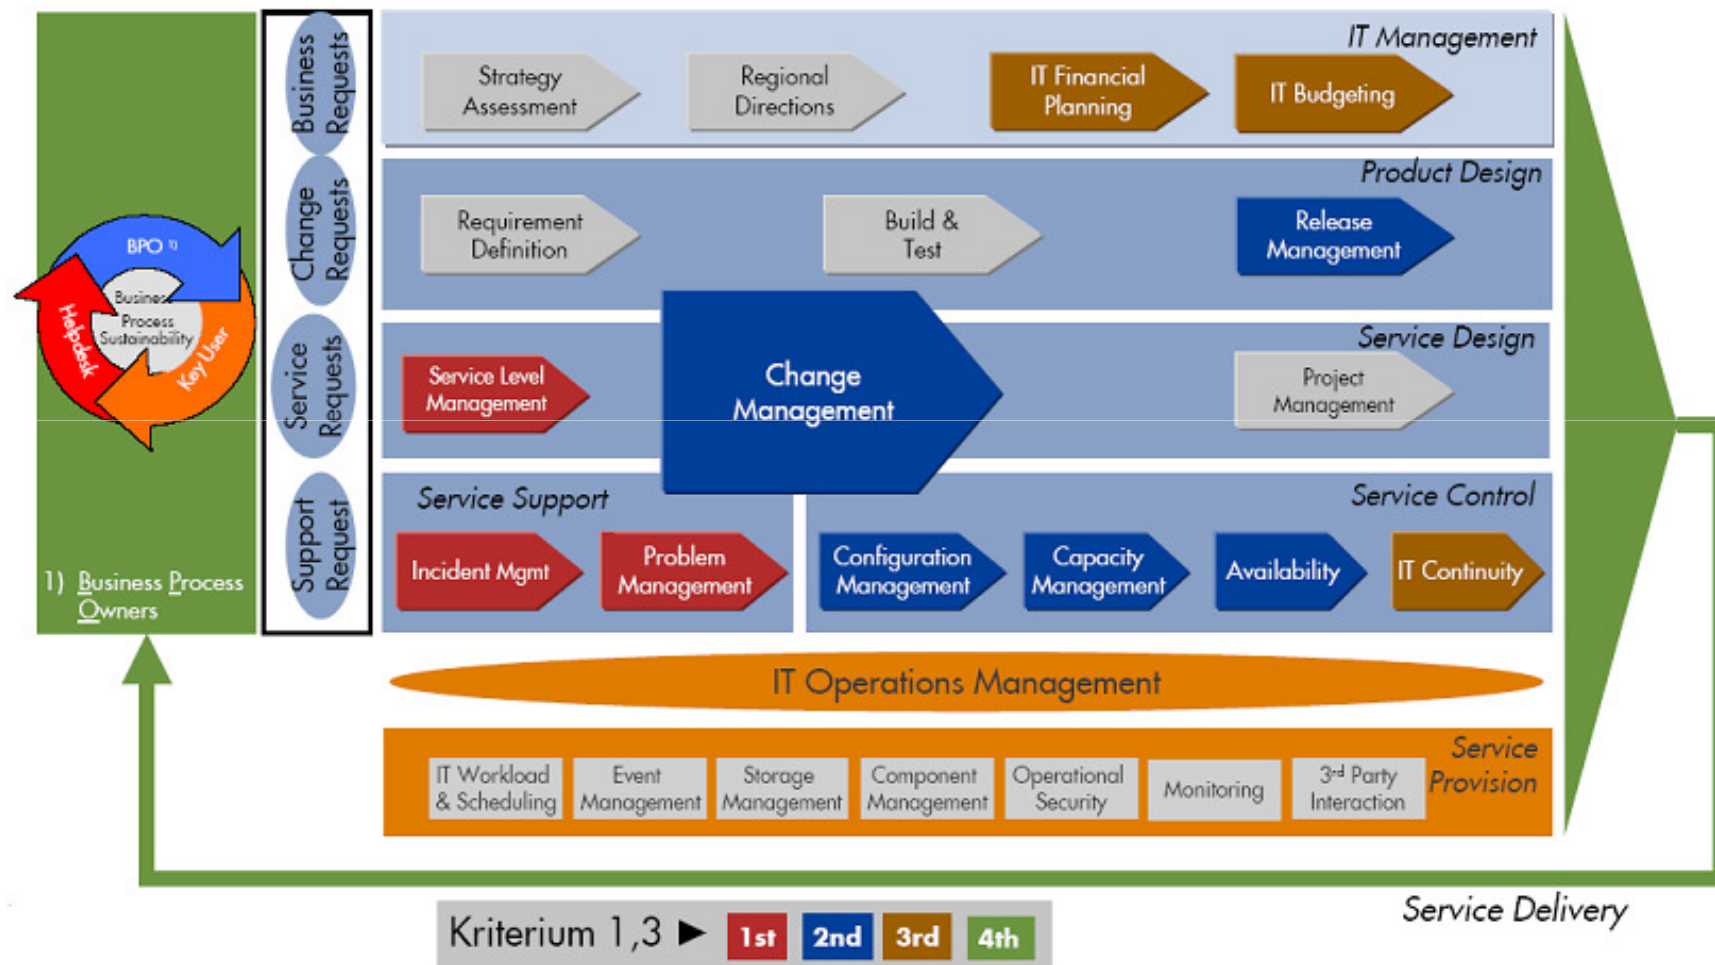 Business
Requests
Change
Requests
Service
Requests
Support
Request
BPO 1)
Helpdesk
Key User
Business
Process
Sustainability
1) Business Process
Owners
IT Management
Strategy
Assessment
Regional
Directions
IT Financial
Planning
IT Budgeting
Product Design
Requirement
Definition
Build &
Test
Release
Management
Service Design
Service Level
Management
Change
Management
Project
Management
Service Support
Incident Mgmt
Problem
Management
Service Control
Configuration
Management
Capacity
Management
Availability
IT Continuity
IT Operations Management
Service
Provision
IT Workload
& Scheduling
Event
Management
Storage
Management
Component
Management
Operational
Security
Monitoring
3rd Party
Interaction
Service Delivery
Kriterium 1,3 ► 1st 2nd 3rd 4th